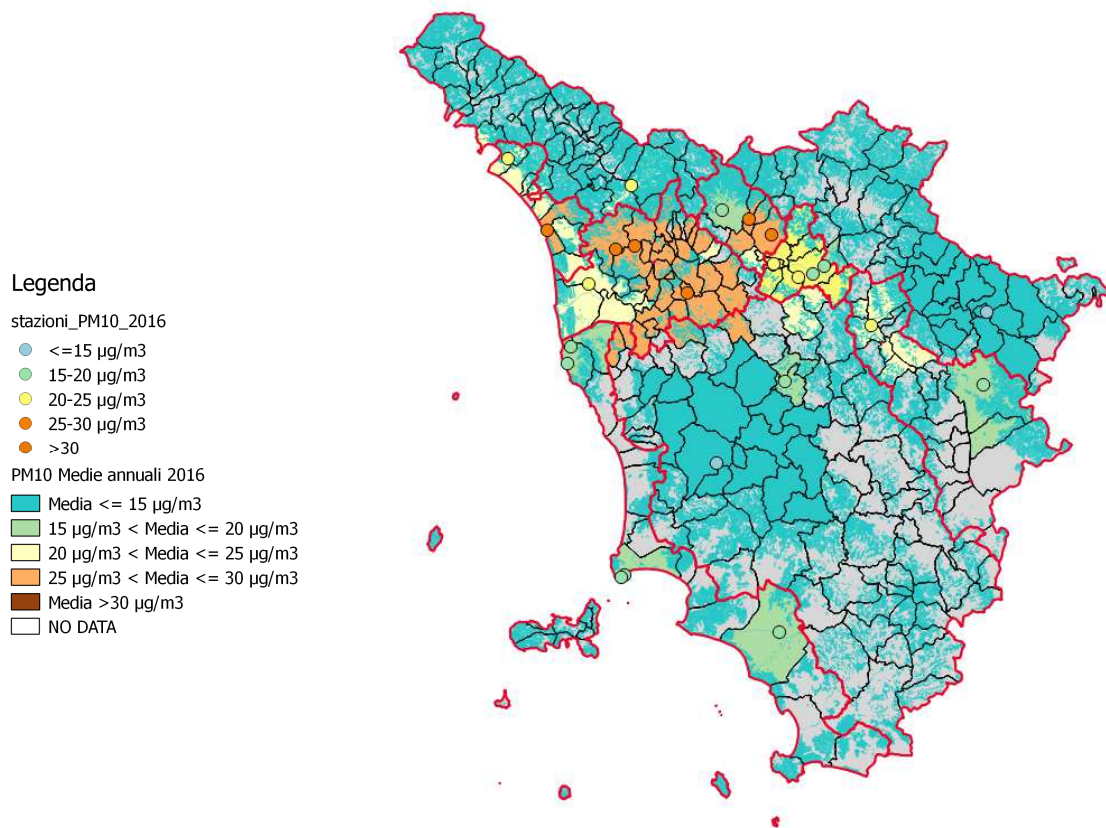 Legenda
stazioni_PM10_2016
<=15 µg/m3
15-20 µg/m3
20-25 µg/m3
25-30 µg/m3
>30
PM10 Medie annuali 2016
Media <= 15 µg/m3
15 µg/m3 < Media <= 20 µg/m3
20 µg/m3 < Media <= 25 µg/m3
25 µg/m3 < Media <= 30 µg/m3
Media >30 µg/m3
NO DATA